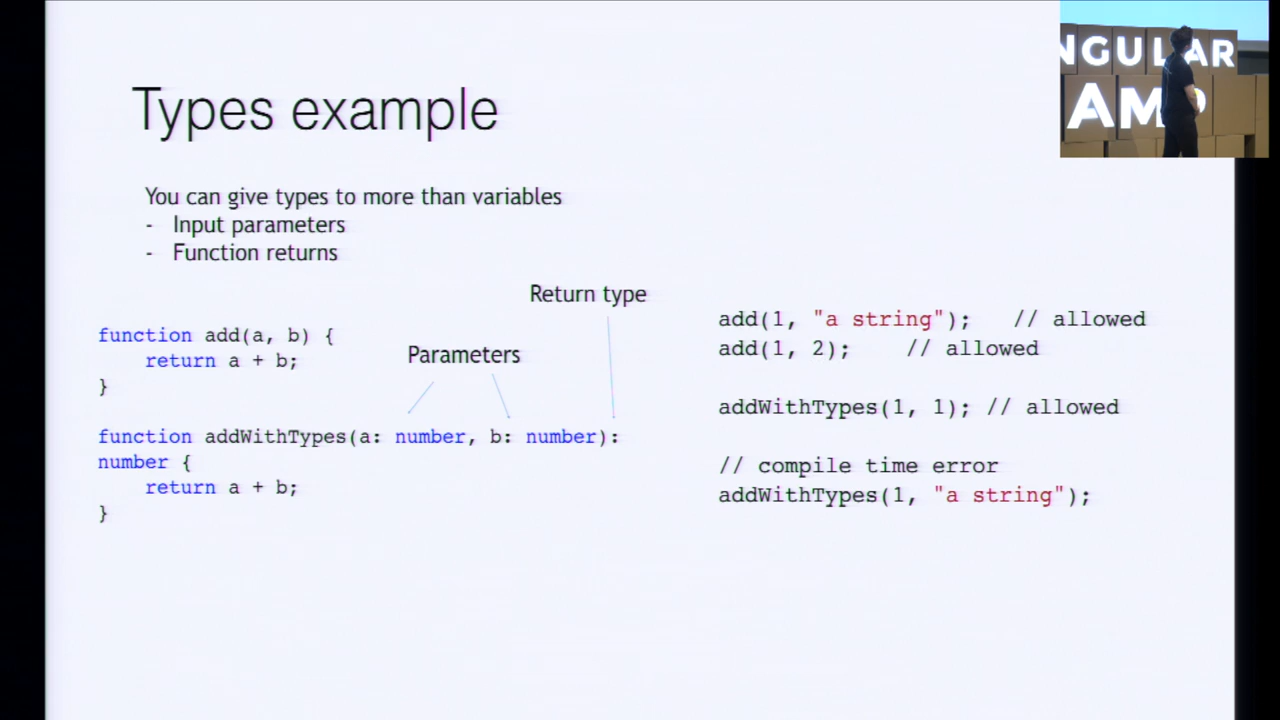 Types example
You can give types to more than variables
- Input parameters
- Function returns
Return type
Parameters
function add(a, b) {
    return a + b;
}
function addWithTypes(a: number, b: number):
number {
    return a + b;
}
add(1, "a string");   // allowed
add(1, 2);    // allowed
addWithTypes(1, 1); // allowed
// compile time error
addWithTypes(1, "a string");
NGULAR
AMP